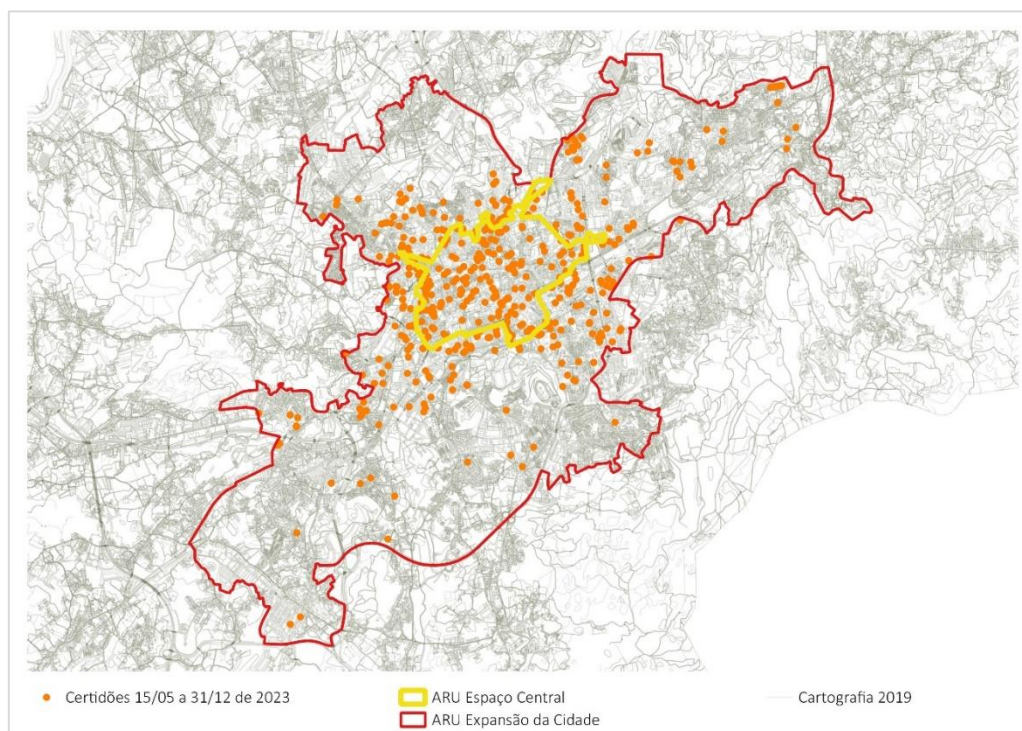 Certidões 15/05 a 31/12 de 2023
ARU Espaço Central
ARU Expansão da Cidade
Cartografia 2019